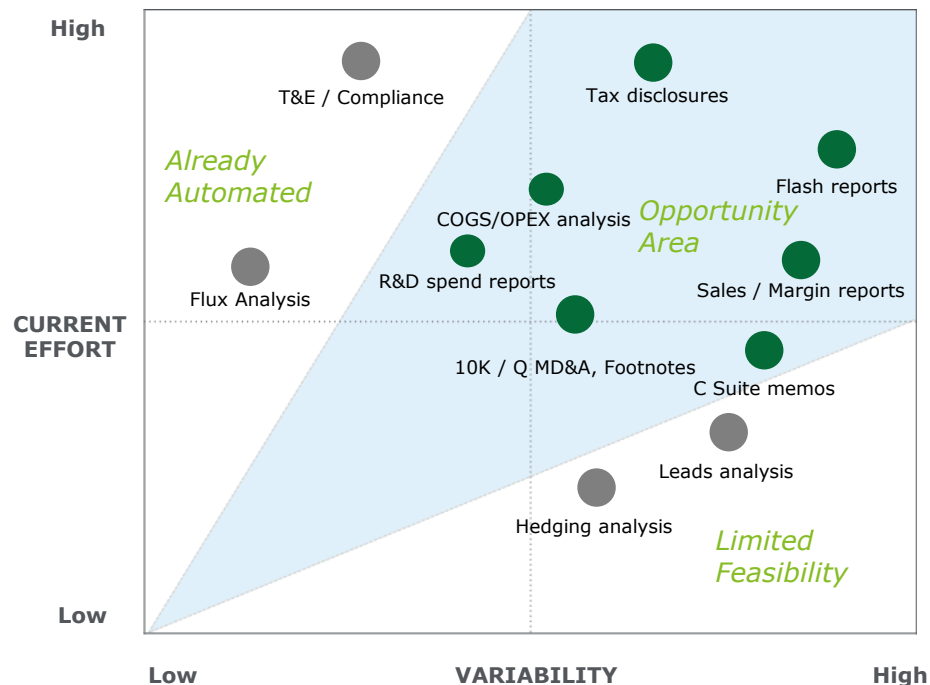 High
T&E / Compliance
Tax disclosures
Already
Automated
Flash reports
COGS/OPEX analysis
Opportunity
Area
R&D spend reports
Sales / Margin reports
Flux Analysis
CURRENT
EFFORT
10K / Q MD&A, Footnotes
C Suite memos
Leads analysis
Hedging analysis
Limited
Feasibility
Low
Low
VARIABILITY
High